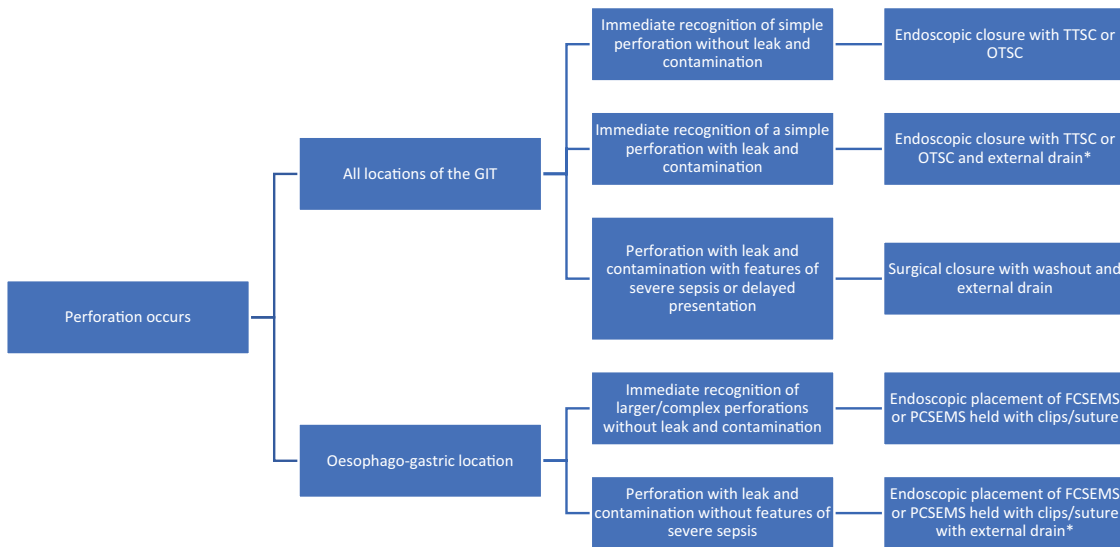 Perforation occurs
All locations of the GIT
Immediate recognition of simple
perforation without leak and
contamination
Endoscopic closure with TTSC or
OTSC
Immediate recognition of a simple
perforation with leak and
contamination
Endoscopic closure with TTSC or
OTSC and external drain*
Perforation with leak and
contamination with features of
severe sepsis or delayed
presentation
Surgical closure with washout and
external drain
Oesophago-gastric location
Immediate recognition of
larger/complex perforations
without leak and contamination
Endoscopic placement of FCSEMS
or PCSEMS held with clips/suture
Perforation with leak and
contamination without features of
severe sepsis
Endoscopic placement of FCSEMS
or PCSEMS held with clips/suture
with external drain*